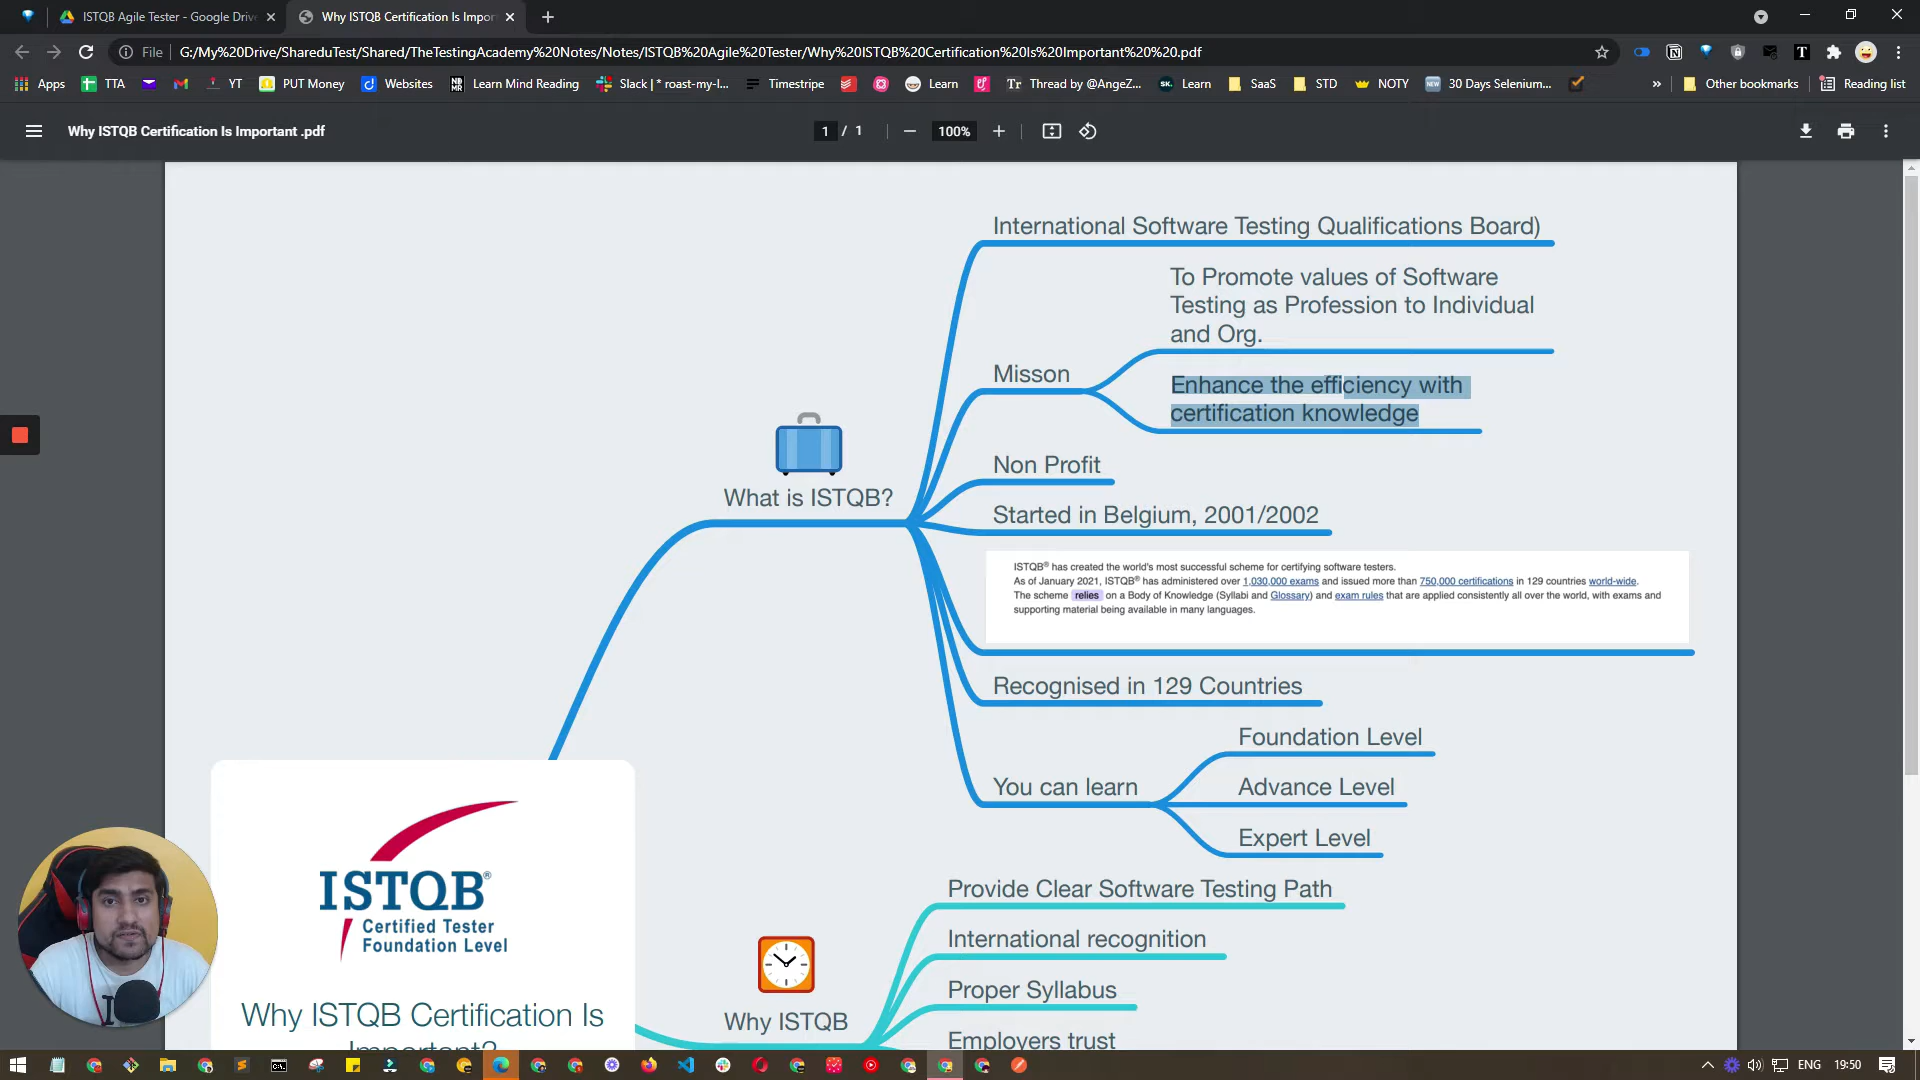 ISTQB Agile Tester - Google Drive
Why ISTQB Certification Is Impor
File
G:/My%20Drive/ShareduTest/Shared/TheTestingAcademy%20Notes/Notes/ISTQB%20Agile%20Tester/Why%20ISTQB%20Certification%20Is%20Important%20%20.pdf
Apps
TTA
YT
PUT Money
Websites
Learn Mind Reading
Slack | * roast-my-l...
Timestripe
Learn
Thread by @AngeZ...
Learn
SaaS
STD
NOTY
30 Days Selenium...
Other bookmarks
Reading list
Why ISTQB Certification Is Important .pdf
1 / 1
100%
International Software Testing Qualifications Board)
To Promote values of Software
Testing as Profession to Individual
and Org.
Misson
Enhance the efficiency with
certification knowledge
Non Profit
What is ISTQB?
Started in Belgium, 2001/2002
ISTQB® has created the world's most successful scheme for certifying software testers.
As of January 2021, ISTQB® has administered over 1,030,000 exams and issued more than 750,000 certifications in 129 countries world-wide.
The scheme relies on a Body of Knowledge (Syllabi and Glossary) and exam rules that are applied consistently all over the world, with exams and
supporting material being available in many languages.
Recognised in 129 Countries
Foundation Level
You can learn
Advance Level
Expert Level
ISTQB®
Certified Tester
Foundation Level
Why ISTQB Certification Is
Important?
Provide Clear Software Testing Path
International recognition
Proper Syllabus
Why ISTQB
Employers trust
ENG
19:50